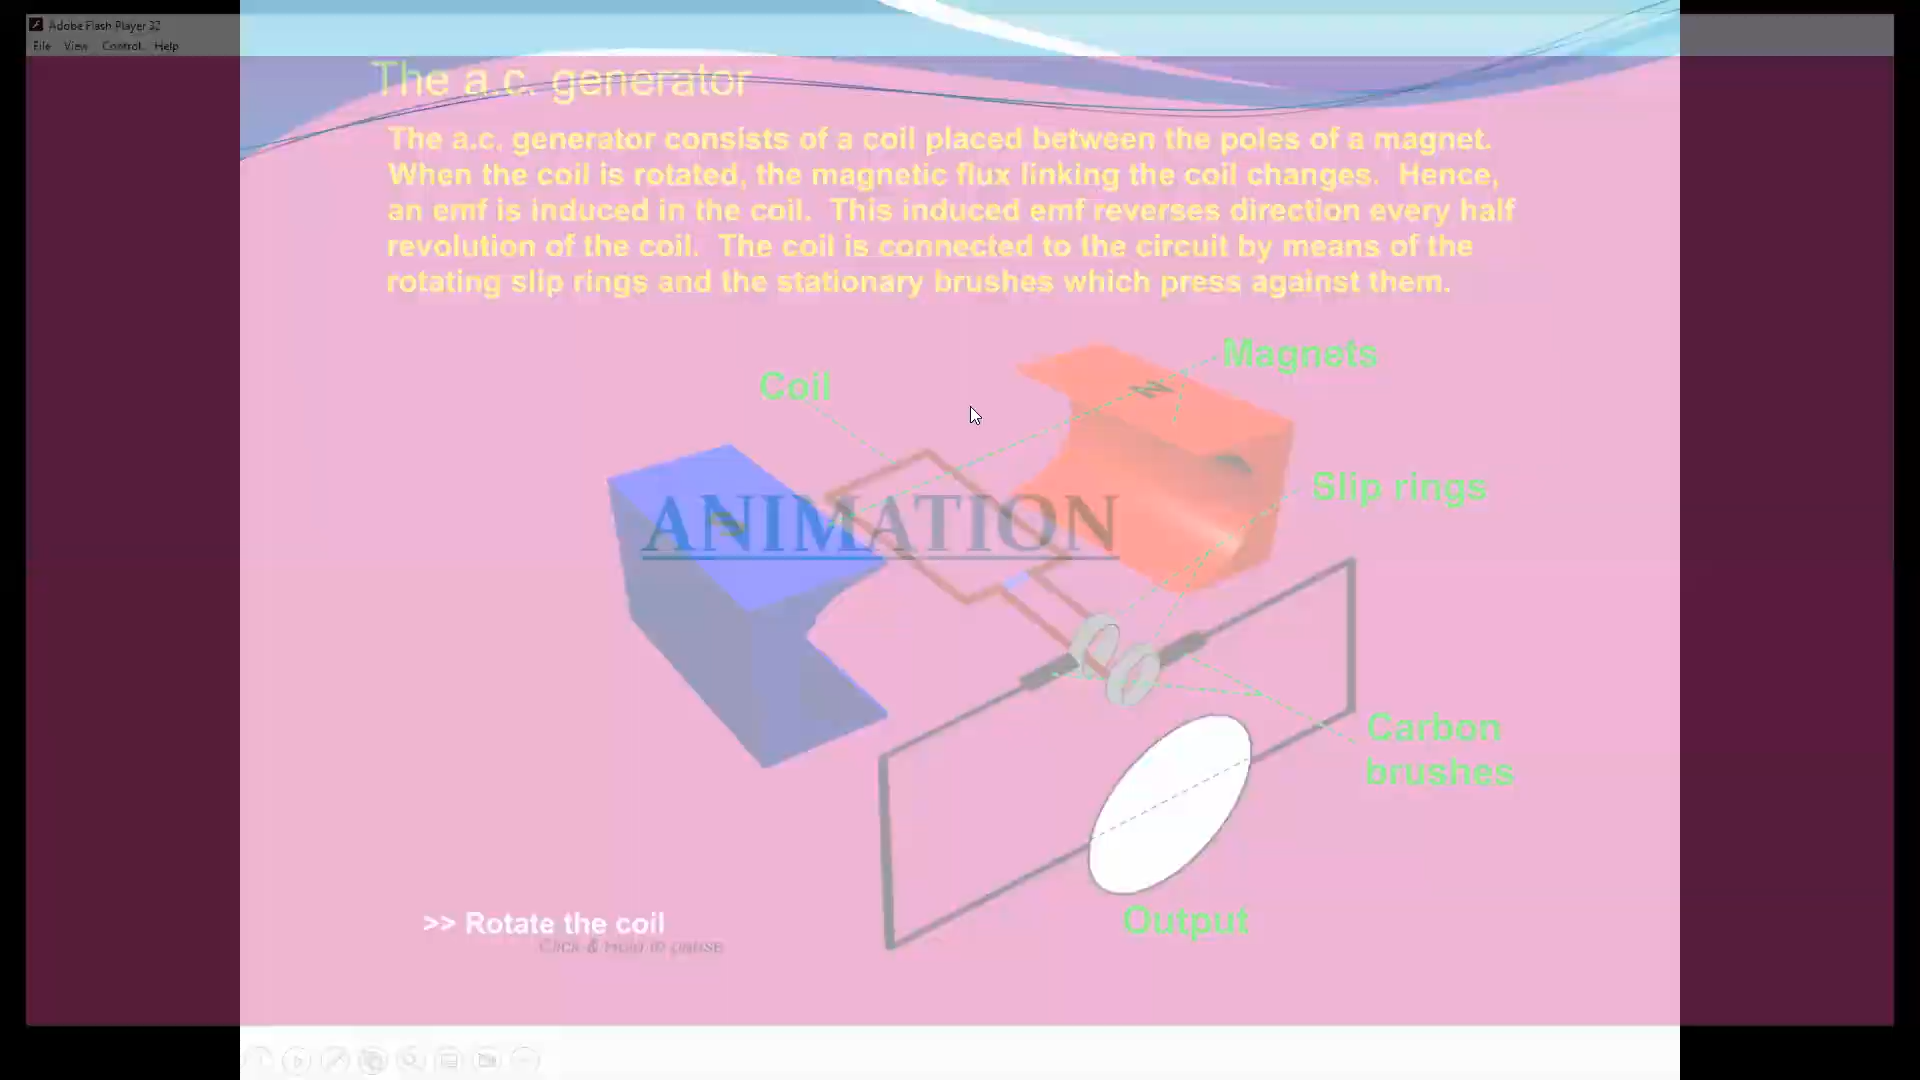 Adobe Flash Player 32
File View Control Help
The a.c. generator
The a.c. generator consists of a coil placed between the poles of a magnet.
When the coil is rotated, the magnetic flux linking the coil changes. Hence,
an emf is induced in the coil. This induced emf reverses direction every half
revolution of the coil. The coil is connected to the circuit by means of the
rotating slip rings and the stationary brushes which press against them.
Magnets
Coil
N
Slip rings
ANIMATION
Carbon
brushes
Output
>> Rotate the coil
Click & Hold to pause